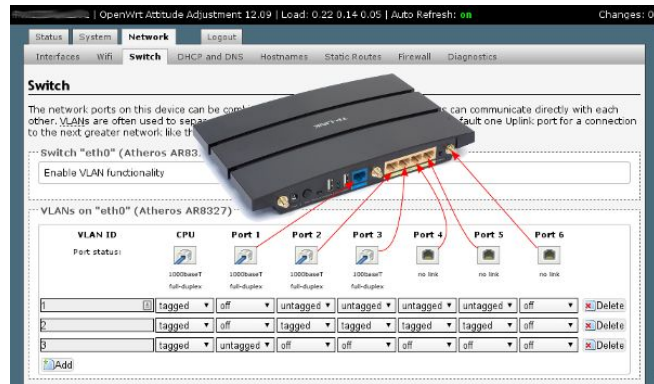 | OpenWrt Attitude Adjustment 12.09 | Load: 0.22 0.14 0.05 | Auto Refresh: on Changes: 0
Status System Network Logout
Interfaces Wifi Switch DHCP and DNS Hostnames Static Routes Firewall Diagnostics
Switch
The network ports on this device can be com s can communicate directly with each
other. VLANs are often used to sepa fault one Uplink port for a connection
to the next greater network like th
Switch "eth0" (Atheros AR83
TP-LINK
Enable VLAN functionality
VLANs on "eth0" (Atheros AR8327)
VLAN ID CPU Port 1 Port 2 Port 3 Port 4 Port 5 Port 6
Port status:
1000baseT 1000baseT 1000baseT 100baseT no link no link no link
full-duplex full-duplex full-duplex full-duplex
1 tagged off untagged untagged untagged untagged off Delete
2 tagged off tagged tagged tagged tagged off Delete
3 tagged untagged off off off off off Delete
Add